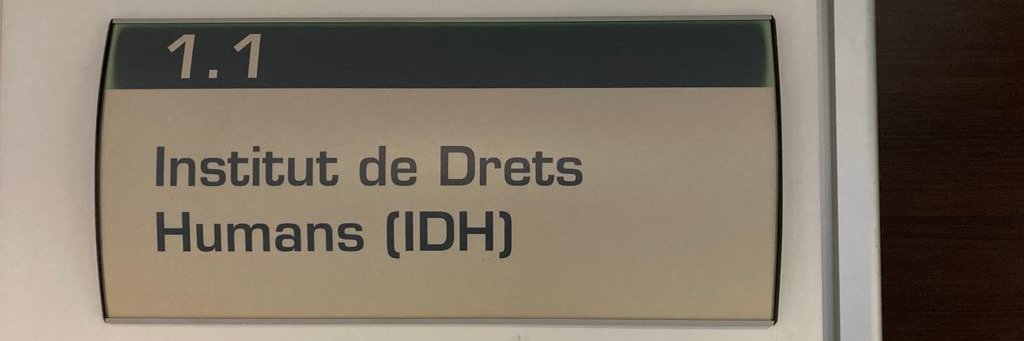 1.1
Institut de Drets
Humans (IDH)